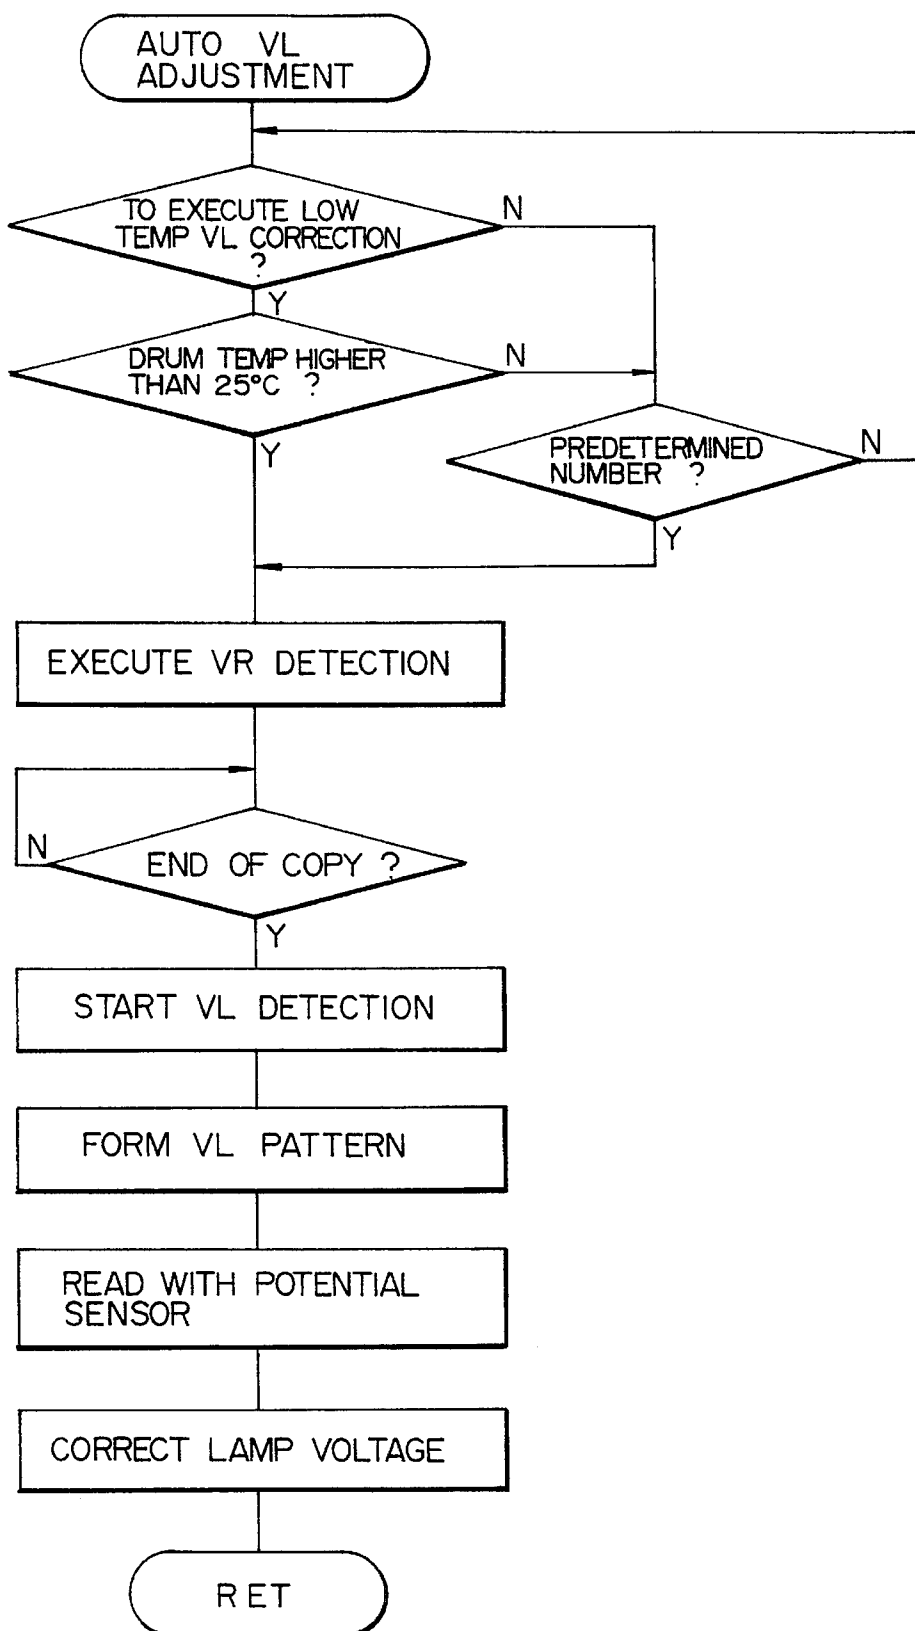 AUTO VL
ADJUSTMENT
TO EXECUTE LOW
TEMP VL CORRECTION
?
N
Y
DRUM TEMP HIGHER
THAN 25°C ?
N
Y
PREDETERMINED
NUMBER ?
N
Y
EXECUTE VR DETECTION
N
END OF COPY ?
Y
START VL DETECTION
FORM VL PATTERN
READ WITH POTENTIAL
SENSOR
CORRECT LAMP VOLTAGE
RET